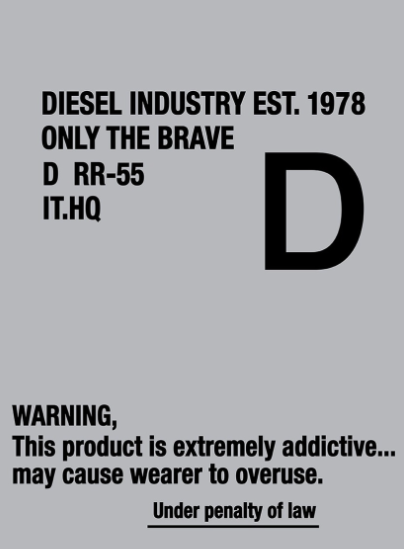 DIESEL INDUSTRY EST. 1978
ONLY THE BRAVE
D RR-55
IT.HQ
D
WARNING,
This product is extremely addictive...
may cause wearer to overuse.
Under penalty of law